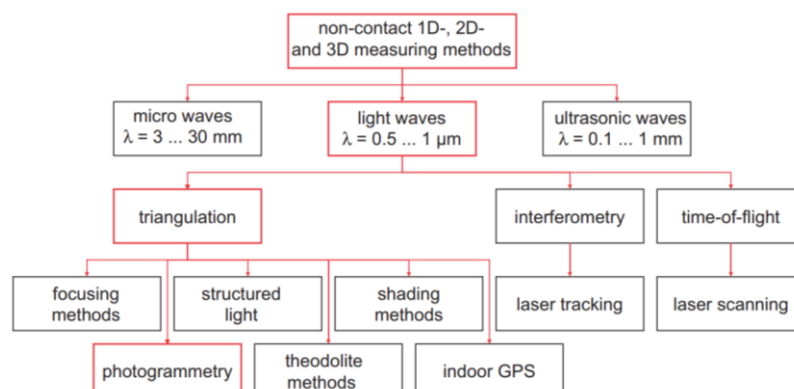 non-contact 1D-, 2D-
and 3D measuring methods
micro waves
λ = 3 ... 30 mm
light waves
λ = 0.5 ... 1 µm
ultrasonic waves
λ = 0.1 ... 1 mm
triangulation
interferometry
time-of-flight
focusing
methods
structured
light
shading
methods
laser tracking
laser scanning
photogrammetry
theodolite
methods
indoor GPS